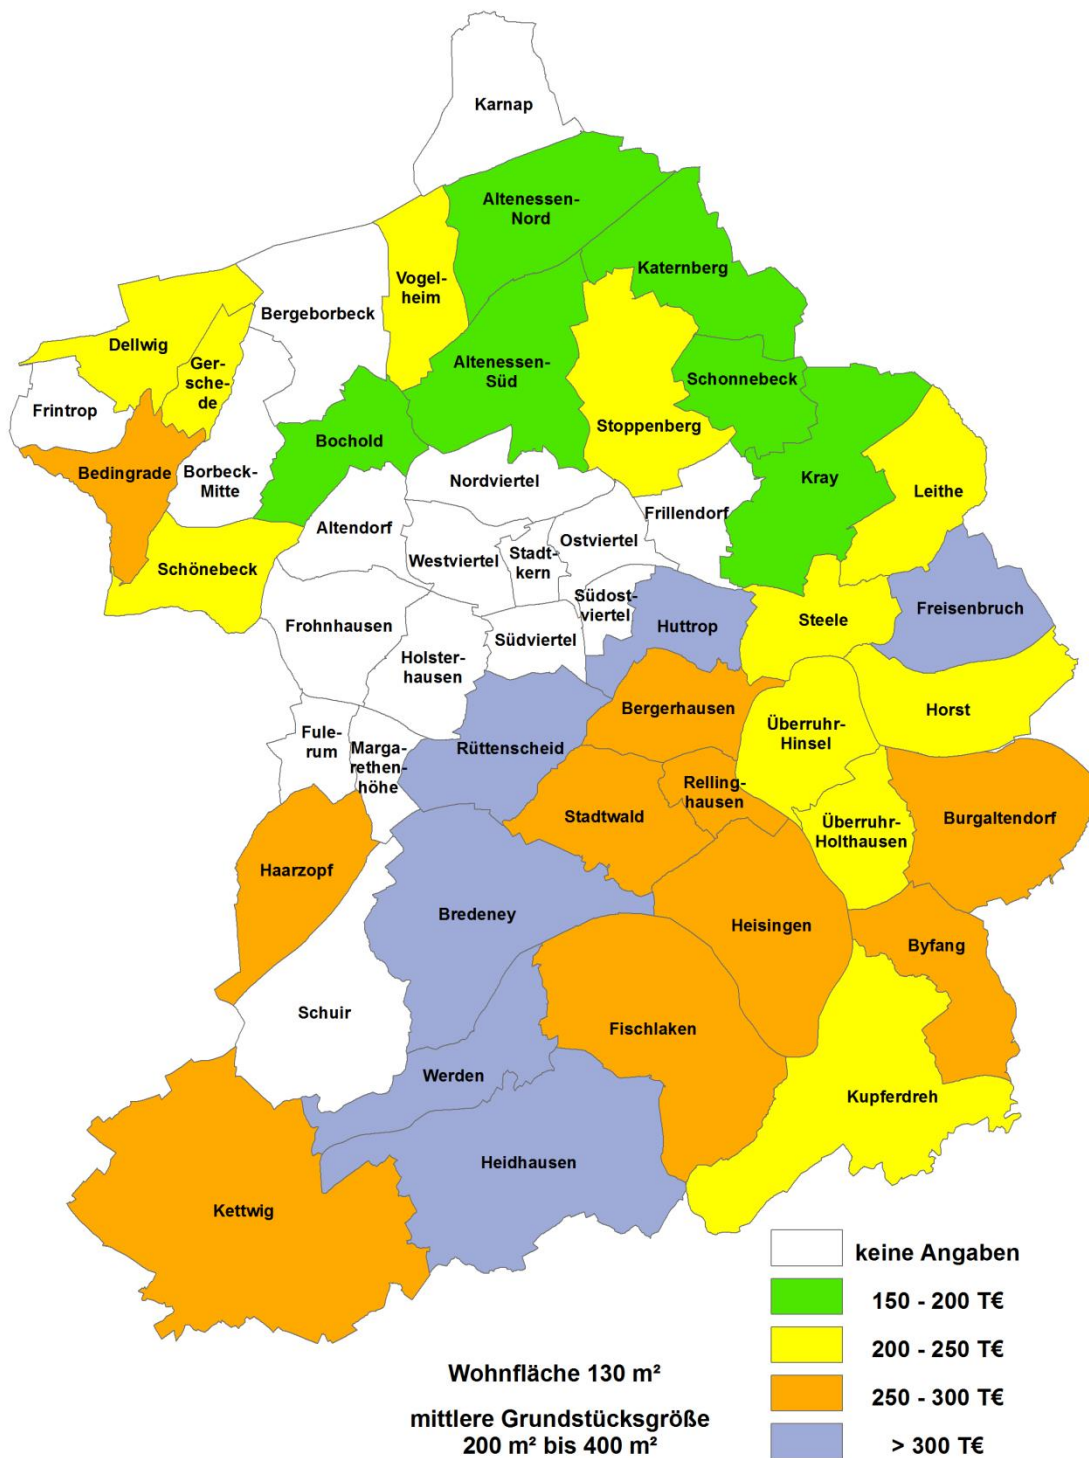 Karnap
Altenessen-
Nord
Katernberg
Vogel-
heim
Bergeborbeck
Dellwig
Ger-
sche-
de
Altenessen-
Süd
Schonnebeck
Frintrop
Stoppenberg
Bochold
Bedingrade
Borbeck-
Mitte
Nordviertel
Kray
Leithe
Frillendorf
Altendorf
Westviertel
Stadt-
kern
Ostviertel
Schönebeck
Südost-
viertel
Freisenbruch
Steele
Frohnhausen
Huttrop
Südviertel
Holster-
hausen
Bergerhausen
Horst
Überruhr-
Hinsel
Fule-
rum
Marga-
rethen-
höhe
Rüttenscheid
Relling-
hausen
Stadtwald
Burgaltendorf
Überruhr-
Holthausen
Haarzopf
Bredeney
Heisingen
Byfang
Schuir
Fischlaken
Werden
Kupferdreh
Heidhausen
Kettwig
keine Angaben
150 - 200 T€
200 - 250 T€
250 - 300 T€
> 300 T€
Wohnfläche 130 m²
mittlere Grundstücksgröße
200 m² bis 400 m²